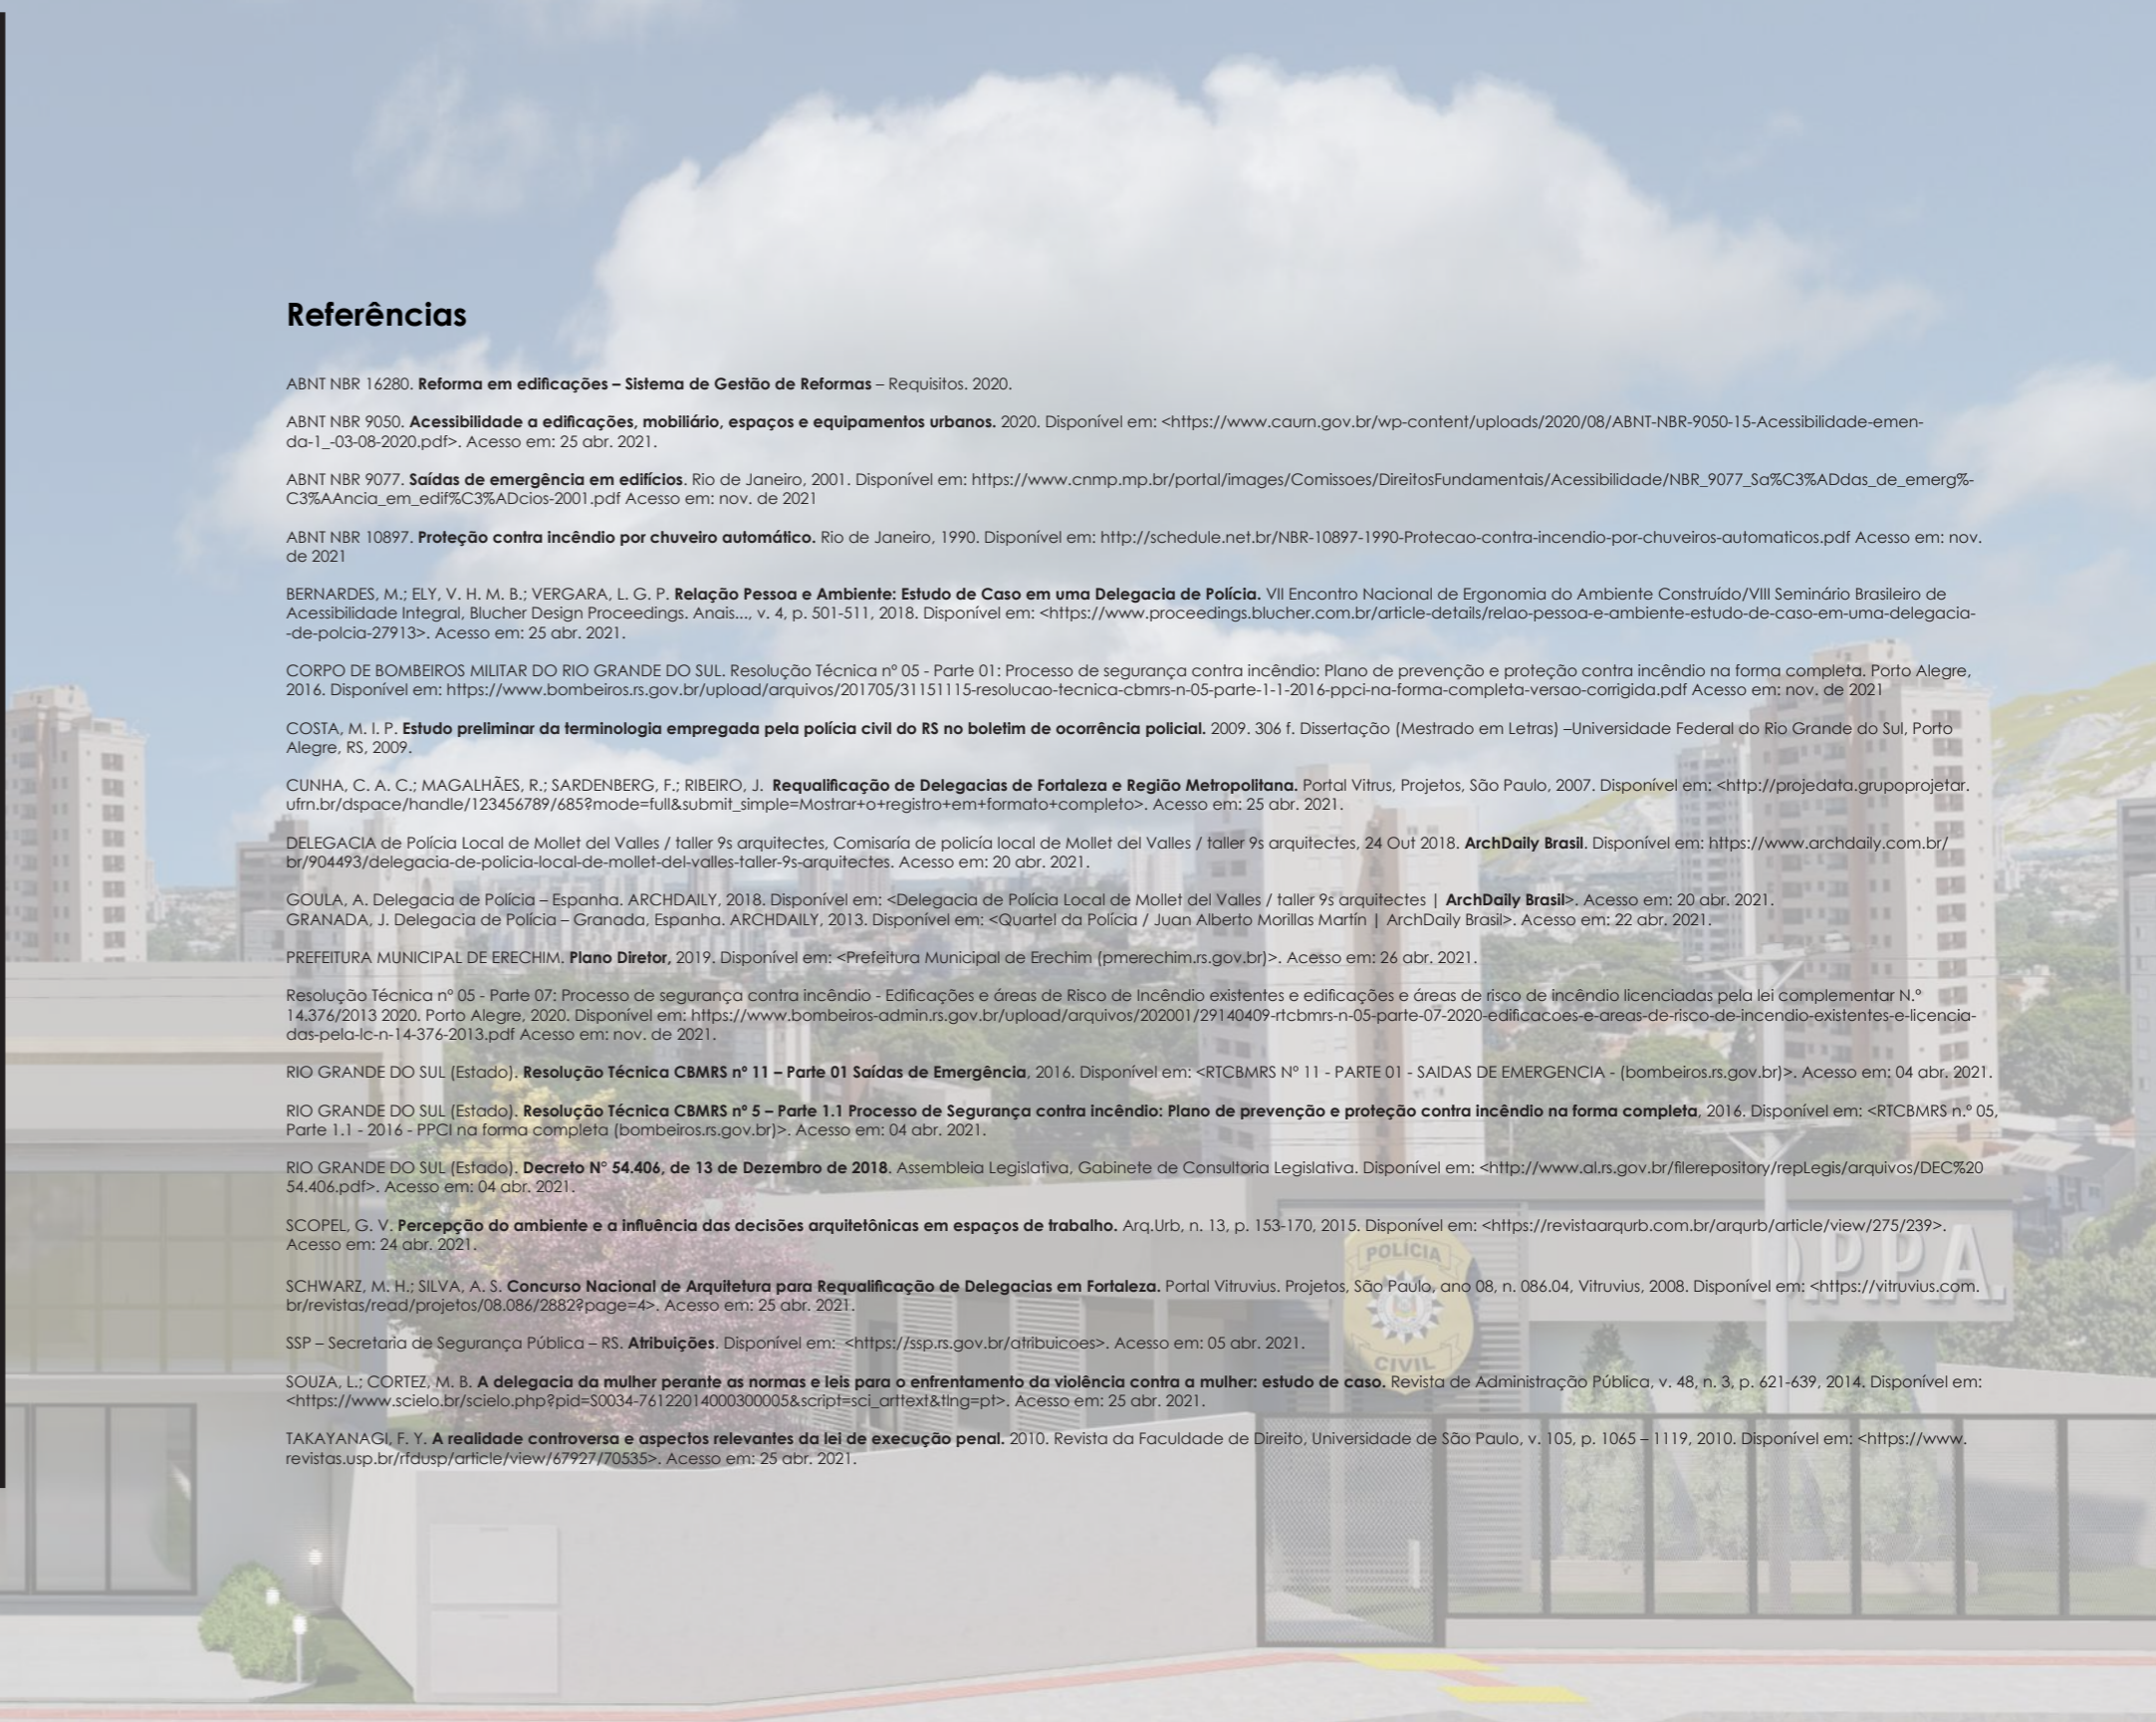 Referências
ABNT NBR 16280. Reforma em edificações – Sistema de Gestão de Reformas – Requisitos. 2020.
ABNT NBR 9050. Acessibilidade a edificações, mobiliário, espaços e equipamentos urbanos. 2020. Disponível em: <https://www.caurn.gov.br/wp-content/uploads/2020/08/ABNT-NBR-9050-15-Acessibilidade-emen-
da-1_-03-08-2020.pdf>. Acesso em: 25 abr. 2021.
ABNT NBR 9077. Saídas de emergência em edifícios. Rio de Janeiro, 2001. Disponível em: https://www.cnmp.mp.br/portal/images/Comissoes/DireitosFundamentais/Acessibilidade/NBR_9077_Sa%C3%ADdas_de_emerg%-
C3%AAncia_em_edif%C3%ADcios-2001.pdf Acesso em: nov. de 2021
ABNT NBR 10897. Proteção contra incêndio por chuveiro automático. Rio de Janeiro, 1990. Disponível em: http://schedule.net.br/NBR-10897-1990-Protecao-contra-incendio-por-chuveiros-automaticos.pdf Acesso em: nov.
de 2021
BERNARDES, M.; ELY, V. H. M. B.; VERGARA, L. G. P. Relação Pessoa e Ambiente: Estudo de Caso em uma Delegacia de Polícia. VII Encontro Nacional de Ergonomia do Ambiente Construído/VIII Seminário Brasileiro de
Acessibilidade Integral, Blucher Design Proceedings. Anais..., v. 4, p. 501-511, 2018. Disponível em: <https://www.proceedings.blucher.com.br/article-details/relao-pessoa-e-ambiente-estudo-de-caso-em-uma-delegacia-
-de-polcia-27913>. Acesso em: 25 abr. 2021.
CORPO DE BOMBEIROS MILITAR DO RIO GRANDE DO SUL. Resolução Técnica nº 05 - Parte 01: Processo de segurança contra incêndio: Plano de prevenção e proteção contra incêndio na forma completa. Porto Alegre,
2016. Disponível em: https://www.bombeiros.rs.gov.br/upload/arquivos/201705/31151115-resolucao-tecnica-cbmrs-n-05-parte-1-1-2016-ppci-na-forma-completa-versao-corrigida.pdf Acesso em: nov. de 2021
COSTA, M. I. P. Estudo preliminar da terminologia empregada pela polícia civil do RS no boletim de ocorrência policial. 2009. 306 f. Dissertação (Mestrado em Letras) –Universidade Federal do Rio Grande do Sul, Porto
Alegre, RS, 2009.
CUNHA, C. A. C.; MAGALHÃES, R.; SARDENBERG, F.; RIBEIRO, J. Requalificação de Delegacias de Fortaleza e Região Metropolitana. Portal Vitrus, Projetos, São Paulo, 2007. Disponível em: <http://projedata.grupoprojetar.
ufrn.br/dspace/handle/123456789/685?mode=full&submit_simple=Mostrar+o+registro+em+formato+completo>. Acesso em: 25 abr. 2021.
DELEGACIA de Polícia Local de Mollet del Valles / taller 9s arquitectes, Comisaría de policía local de Mollet del Valles / taller 9s arquitectes, 24 Out 2018. ArchDaily Brasil. Disponível em: https://www.archdaily.com.br/
br/904493/delegacia-de-policia-local-de-mollet-del-valles-taller-9s-arquitectes. Acesso em: 20 abr. 2021.
GOULA, A. Delegacia de Polícia – Espanha. ARCHDAILY, 2018. Disponível em: <Delegacia de Polícia Local de Mollet del Valles / taller 9s arquitectes | ArchDaily Brasil>. Acesso em: 20 abr. 2021.
GRANADA, J. Delegacia de Polícia – Granada, Espanha. ARCHDAILY, 2013. Disponível em: <Quartel da Polícia / Juan Alberto Morillas Martín | ArchDaily Brasil>. Acesso em: 22 abr. 2021.
PREFEITURA MUNICIPAL DE ERECHIM. Plano Diretor, 2019. Disponível em: <Prefeitura Municipal de Erechim (pmerechim.rs.gov.br)>. Acesso em: 26 abr. 2021.
Resolução Técnica nº 05 - Parte 07: Processo de segurança contra incêndio - Edificações e áreas de Risco de Incêndio existentes e edificações e áreas de risco de incêndio licenciadas pela lei complementar N.º
14.376/2013 2020. Porto Alegre, 2020. Disponível em: https://www.bombeiros-admin.rs.gov.br/upload/arquivos/202001/29140409-rtcbmrs-n-05-parte-07-2020-edificacoes-e-areas-de-risco-de-incendio-existentes-e-licencia-
das-pela-lc-n-14-376-2013.pdf Acesso em: nov. de 2021.
RIO GRANDE DO SUL (Estado). Resolução Técnica CBMRS nº 11 – Parte 01 Saídas de Emergência, 2016. Disponível em: <RTCBMRS Nº 11 - PARTE 01 - SAIDAS DE EMERGENCIA - (bombeiros.rs.gov.br)>. Acesso em: 04 abr. 2021.
RIO GRANDE DO SUL (Estado). Resolução Técnica CBMRS nº 5 – Parte 1.1 Processo de Segurança contra incêndio: Plano de prevenção e proteção contra incêndio na forma completa, 2016. Disponível em: <RTCBMRS n.º 05,
Parte 1.1 - 2016 - PPCI na forma completa (bombeiros.rs.gov.br)>. Acesso em: 04 abr. 2021.
RIO GRANDE DO SUL (Estado). Decreto N° 54.406, de 13 de Dezembro de 2018. Assembleia Legislativa, Gabinete de Consultoria Legislativa. Disponível em: <http://www.al.rs.gov.br/filerepository/repLegis/arquivos/DEC%20
54.406.pdf>. Acesso em: 04 abr. 2021.
SCOPEL, G. V. Percepção do ambiente e a influência das decisões arquitetônicas em espaços de trabalho. Arq.Urb, n. 13, p. 153-170, 2015. Disponível em: <https://revistaarqurb.com.br/arqurb/article/view/275/239>.
Acesso em: 24 abr. 2021.
SCHWARZ, M. H.; SILVA, A. S. Concurso Nacional de Arquitetura para Requalificação de Delegacias em Fortaleza. Portal Vitruvius. Projetos, São Paulo, ano 08, n. 086.04, Vitruvius, 2008. Disponível em: <https://vitruvius.com.
br/revistas/read/projetos/08.086/2882?page=4>. Acesso em: 25 abr. 2021.
SSP – Secretaria de Segurança Pública – RS. Atribuições. Disponível em: <https://ssp.rs.gov.br/atribuicoes>. Acesso em: 05 abr. 2021.
SOUZA, L.; CORTEZ, M. B. A delegacia da mulher perante as normas e leis para o enfrentamento da violência contra a mulher: estudo de caso. Revista de Administração Pública, v. 48, n. 3, p. 621-639, 2014. Disponível em:
<https://www.scielo.br/scielo.php?pid=S0034-76122014000300005&script=sci_arttext&tlng=pt>. Acesso em: 25 abr. 2021.
TAKAYANAGI, F. Y. A realidade controversa e aspectos relevantes da lei de execução penal. 2010. Revista da Faculdade de Direito, Universidade de São Paulo, v. 105, p. 1065 – 1119, 2010. Disponível em: <https://www.
revistas.usp.br/rfdusp/article/view/67927/70535>. Acesso em: 25 abr. 2021.
POLÍCIA
CIVIL
DPPA